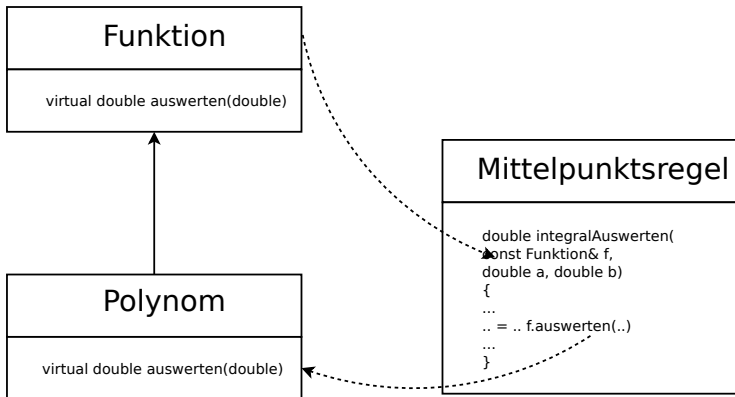 Funktion
virtual double auswerten(double)
Mittelpunktsregel
double integralAuswerten(
const Funktion& f,
double a, double b)
{
...
.. = .. f.auswerten(..)
...
}
Polynom
virtual double auswerten(double)